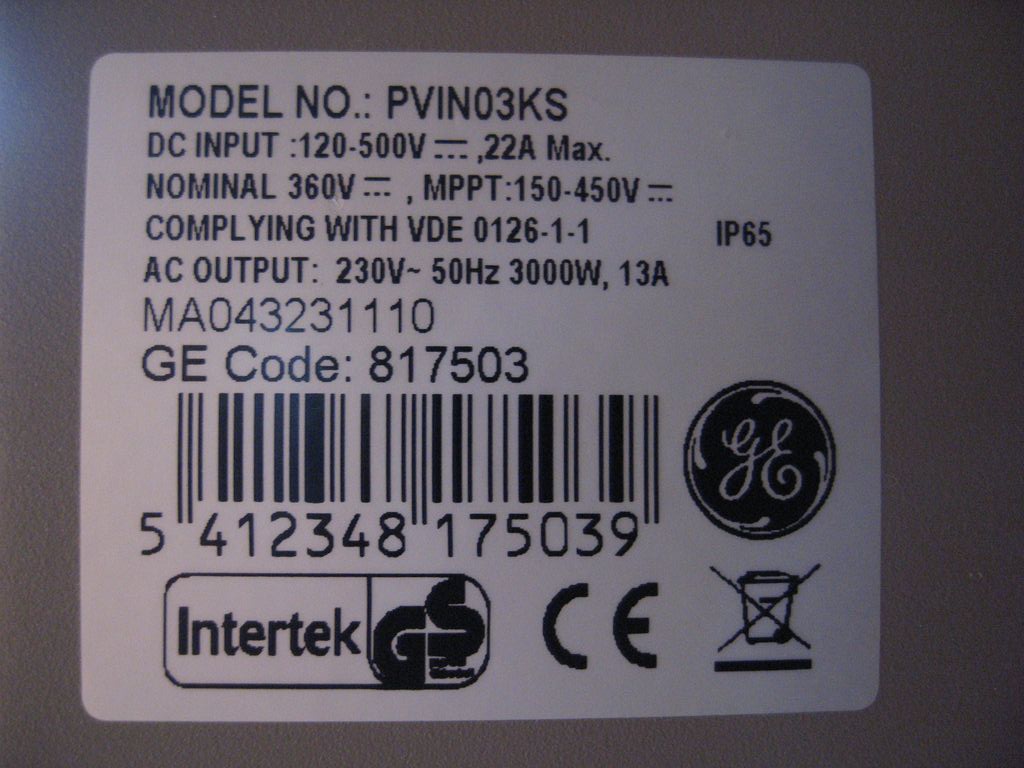 MODEL NO.: PVIN03KS
DC INPUT :120-500V ⎓ ,22A Max.
NOMINAL 360V ⎓ , MPPT:150-450V ⎓
COMPLYING WITH VDE 0126-1-1 IP65
AC OUTPUT: 230V~ 50Hz 3000W, 13A
MA043231110
GE Code: 817503
5 412348 175039
GE
Intertek GS
CE